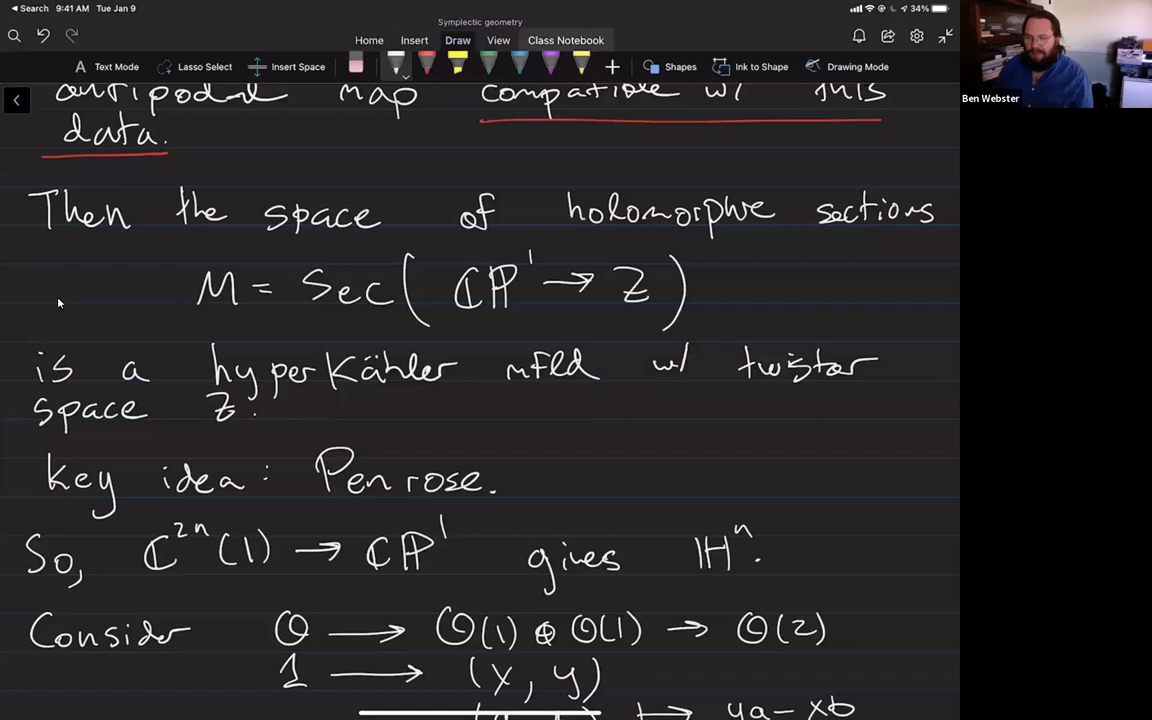 Search 9:41 AM Tue Jan 9
34%
Symplectic geometry
Home Insert Draw View Class Notebook
Text Mode Lasso Select Insert Space Shapes Ink to Shape Drawing Mode
Ben Webster
antipodal map compatible w/ this
data.
Then the space of holomorphic sections
M = Sec( ℂℙ¹ → Z )
is a hyperKähler mfld w/ twistor
space Z.
Key idea: Penrose.
So, ℂ²ⁿ(1) → ℂℙ¹ gives ℍⁿ.
Consider O → O(1) ⊕ O(1) → O(2)
1 → (x, y)
↦ ya - xb